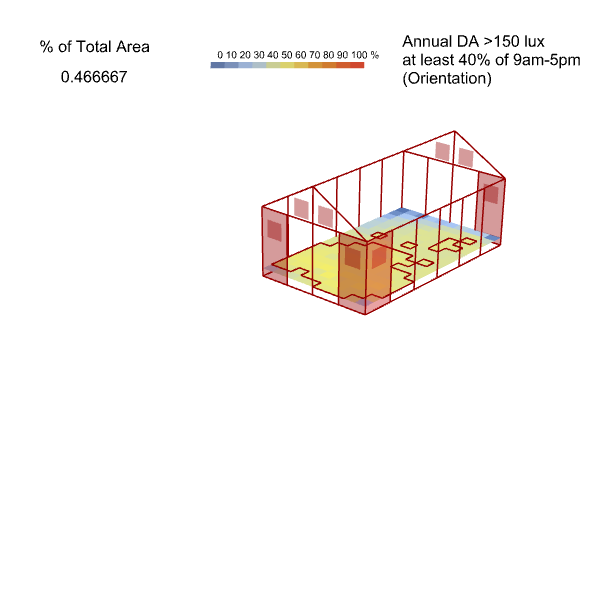 % of Total Area
0.466667
0 10 20 30 40 50 60 70 80 90 100 %
Annual DA >150 lux
at least 40% of 9am-5pm
(Orientation)